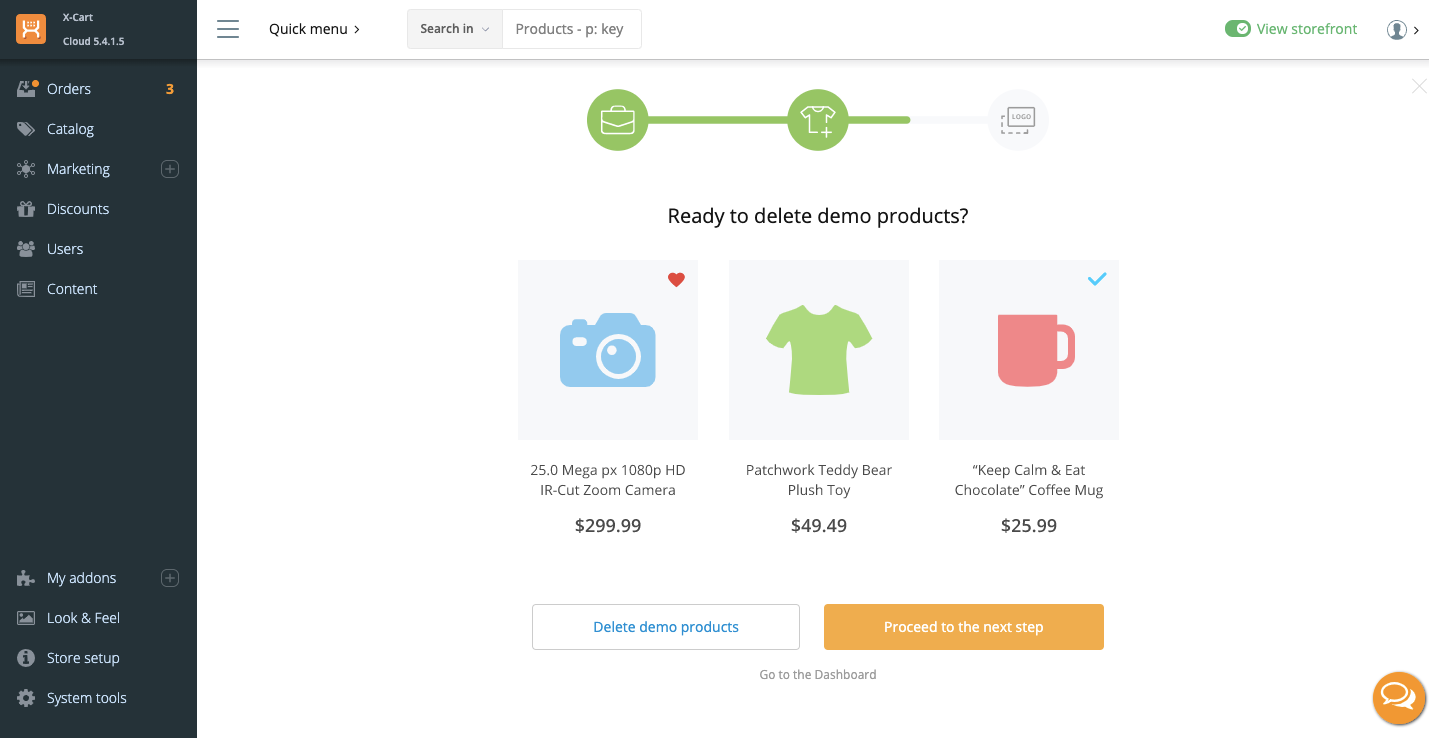 X-Cart
Cloud 5.4.1.5
Quick menu
Search in
Products - p: key
View storefront
Orders 3
Catalog
Marketing
Discounts
Users
Content
LOGO
Ready to delete demo products?
25.0 Mega px 1080p HD
IR-Cut Zoom Camera
$299.99
Patchwork Teddy Bear
Plush Toy
$49.49
“Keep Calm & Eat
Chocolate” Coffee Mug
$25.99
Delete demo products
Proceed to the next step
Go to the Dashboard
My addons
Look & Feel
Store setup
System tools